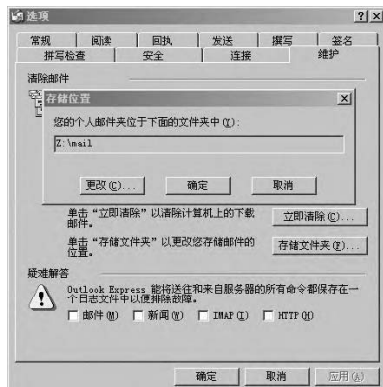 选项
常规 阅读 回执 发送 撰写 签名
拼写检查 安全 连接 维护
清除邮件
存储位置
您的个人邮件夹位于下面的文件夹中(Y):
Z:\mail
更改(C)... 确定 取消
单击“立即清除”以清除计算机上的下载
邮件。
立即清除(O)...
单击“存储文件夹”以更改您存储邮件的
位置。
存储文件夹(F)...
疑难解答
Outlook Express 能将送往和来自服务器的所有命令都保存在一
个日志文件中以便排除故障。
邮件(M) 新闻(W) IMAP(I) HTTP(H)
确定 取消 应用(A)